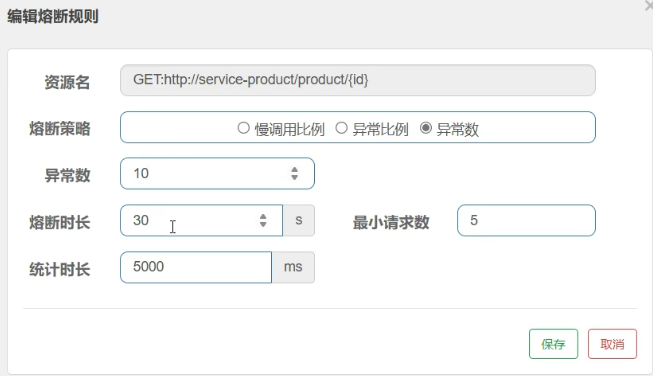 编辑熔断规则
资源名 GET:http://service-product/product/{id}
熔断策略 慢调用比例 异常比例 异常数
异常数 10
熔断时长 30 s 最小请求数 5
统计时长 5000 ms
保存 取消